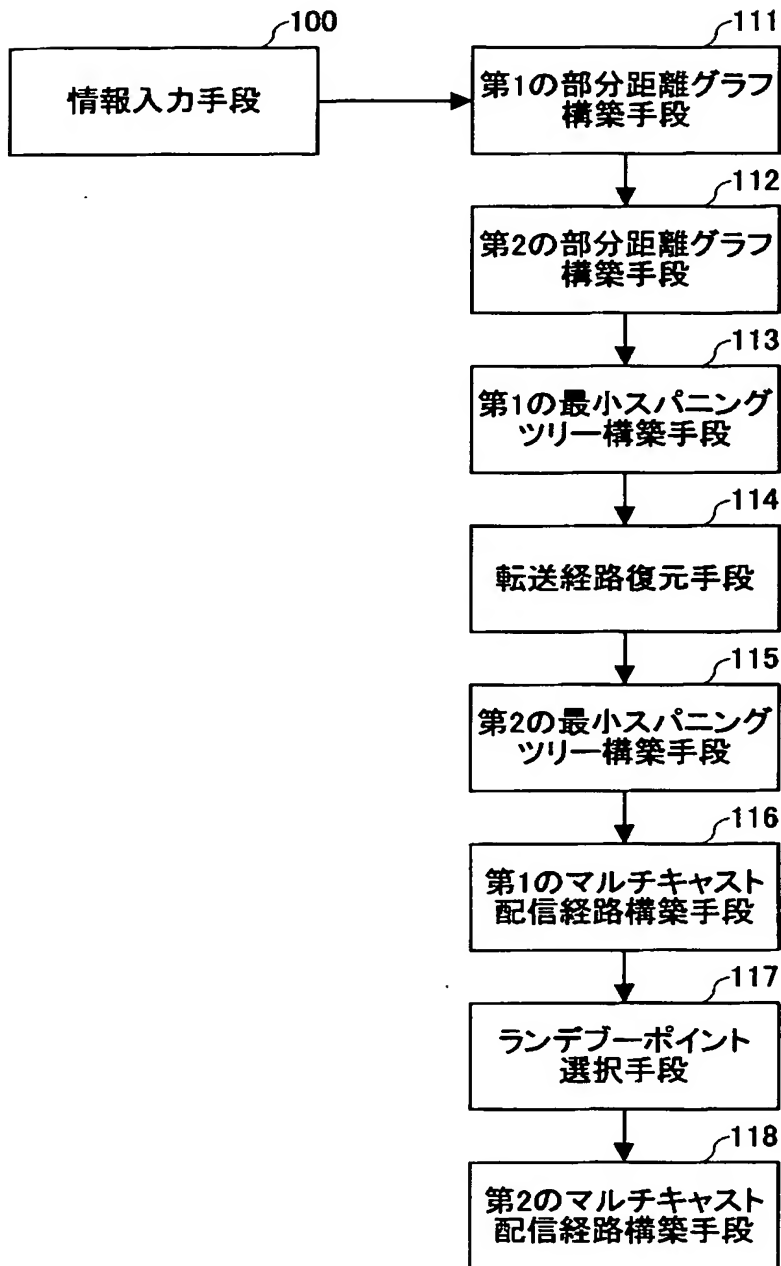 100
情報入力手段
111
第1の部分距離グラフ
構築手段
112
第2の部分距離グラフ
構築手段
113
第1の最小スパニング
ツリー構築手段
114
転送経路復元手段
115
第2の最小スパニング
ツリー構築手段
116
第1のマルチキャスト
配信経路構築手段
117
ランデブーポイント
選択手段
118
第2のマルチキャスト
配信経路構築手段